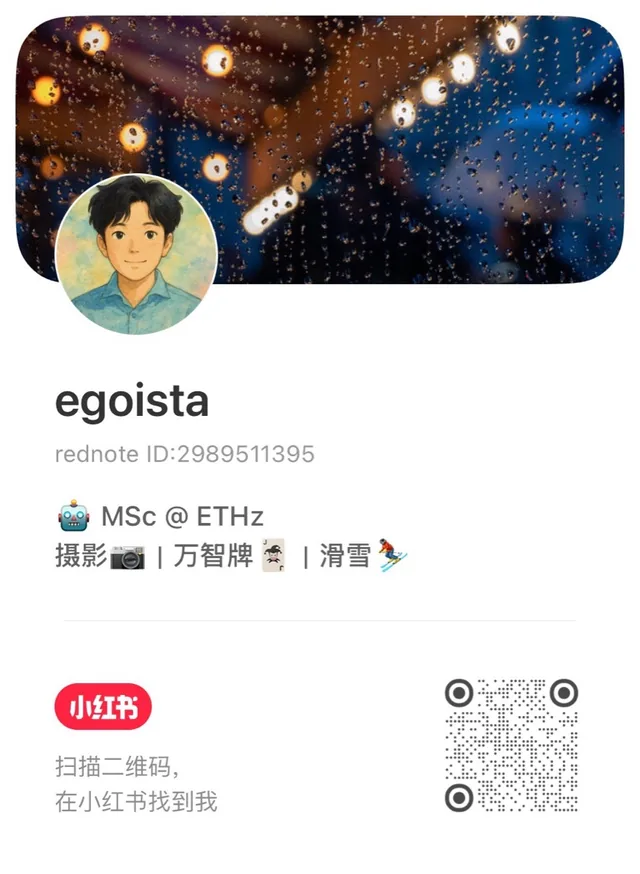 egoista
rednote ID:2989511395
🤖 MSc @ ETHz
摄影📷 | 万智牌🃏 | 滑雪⛷️
小红书
扫描二维码，
在小红书找到我